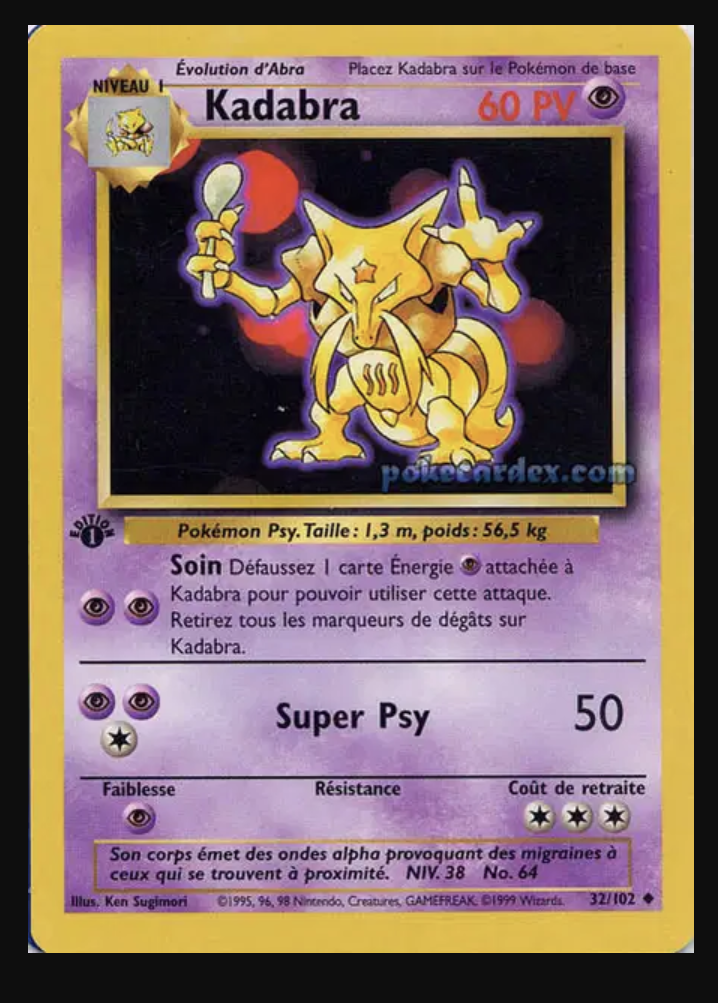 Évolution d'Abra Placez Kadabra sur le Pokémon de base
NIVEAU 1
Kadabra 60 PV
pokecardex.com
EDITION
1
Pokémon Psy. Taille : 1,3 m, poids : 56,5 kg
Soin Défaussez 1 carte Énergie attachée à
Kadabra pour pouvoir utiliser cette attaque.
Retirez tous les marqueurs de dégâts sur
Kadabra.
Super Psy 50
Faiblesse Résistance Coût de retraite
Son corps émet des ondes alpha provoquant des migraines à
ceux qui se trouvent à proximité. NIV. 38 No. 64
Illus. Ken Sugimori ©1995, 96, 98 Nintendo, Creatures, GAMEFREAK. ©1999 Wizards. 32/102